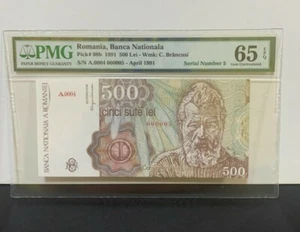 PMG
PAPER MONEY GUARANTY
Romania, Banca Nationala
Pick# 98b 1991 500 Lei - Wmk: C. Brâncusi
S/N A.0001 000005 - April 1991
Serial Number 5
65 EPQ
Gem Uncirculated
A.0001
500
cinci sute lei
000005
BANCA NATIONALA A ROMANIEI
500